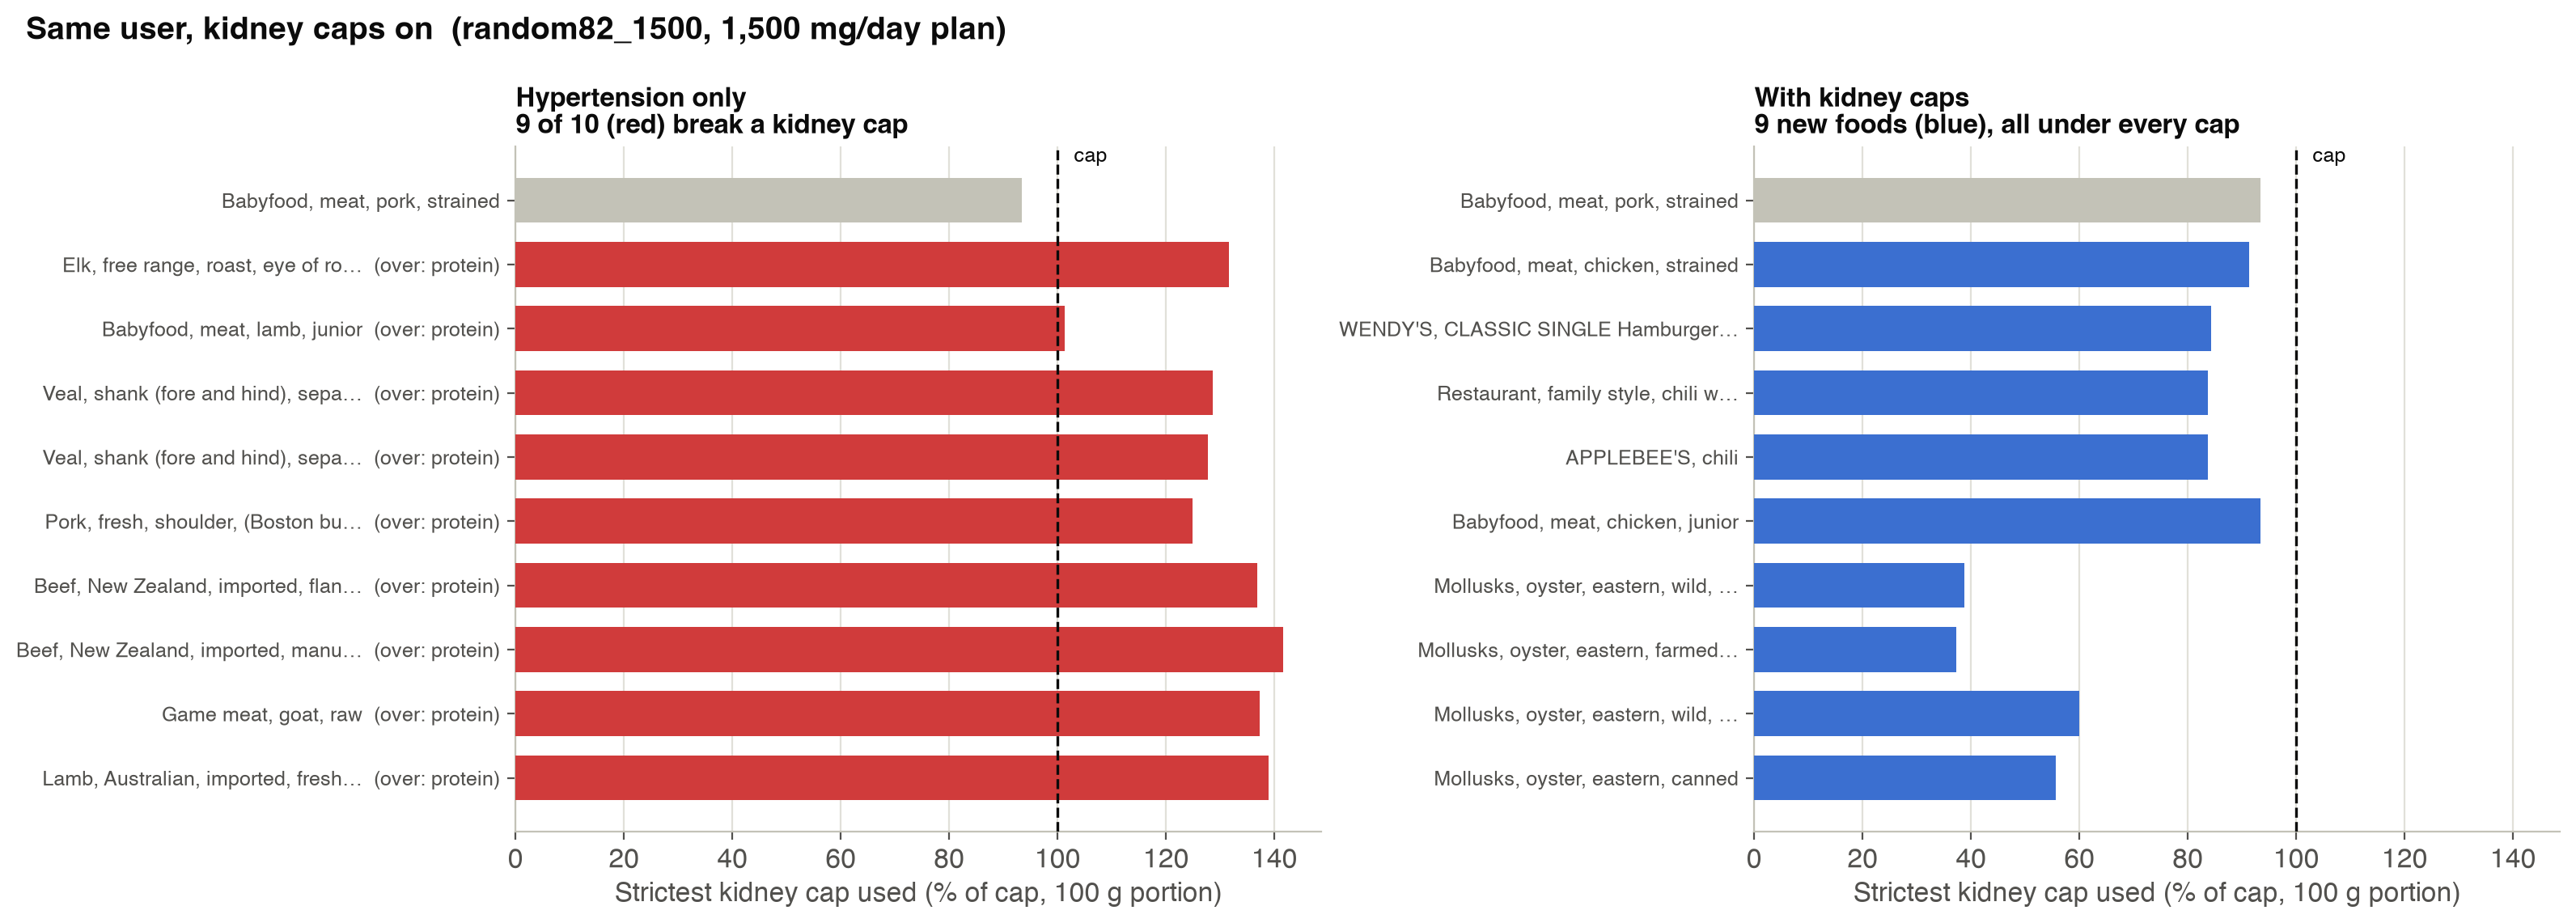 Same user, kidney caps on  (random82_1500, 1,500 mg/day plan)
Hypertension only
9 of 10 (red) break a kidney cap
cap
Babyfood, meat, pork, strained
Elk, free range, roast, eye of ro…  (over: protein)
Babyfood, meat, lamb, junior  (over: protein)
Veal, shank (fore and hind), sepa…  (over: protein)
Veal, shank (fore and hind), sepa…  (over: protein)
Pork, fresh, shoulder, (Boston bu…  (over: protein)
Beef, New Zealand, imported, flan…  (over: protein)
Beef, New Zealand, imported, manu…  (over: protein)
Game meat, goat, raw  (over: protein)
Lamb, Australian, imported, fresh…  (over: protein)
0 20 40 60 80 100 120 140
Strictest kidney cap used (% of cap, 100 g portion)
With kidney caps
9 new foods (blue), all under every cap
cap
Babyfood, meat, pork, strained
Babyfood, meat, chicken, strained
WENDY'S, CLASSIC SINGLE Hamburger…
Restaurant, family style, chili w…
APPLEBEE'S, chili
Babyfood, meat, chicken, junior
Mollusks, oyster, eastern, wild, …
Mollusks, oyster, eastern, farmed…
Mollusks, oyster, eastern, wild, …
Mollusks, oyster, eastern, canned
0 20 40 60 80 100 120 140
Strictest kidney cap used (% of cap, 100 g portion)